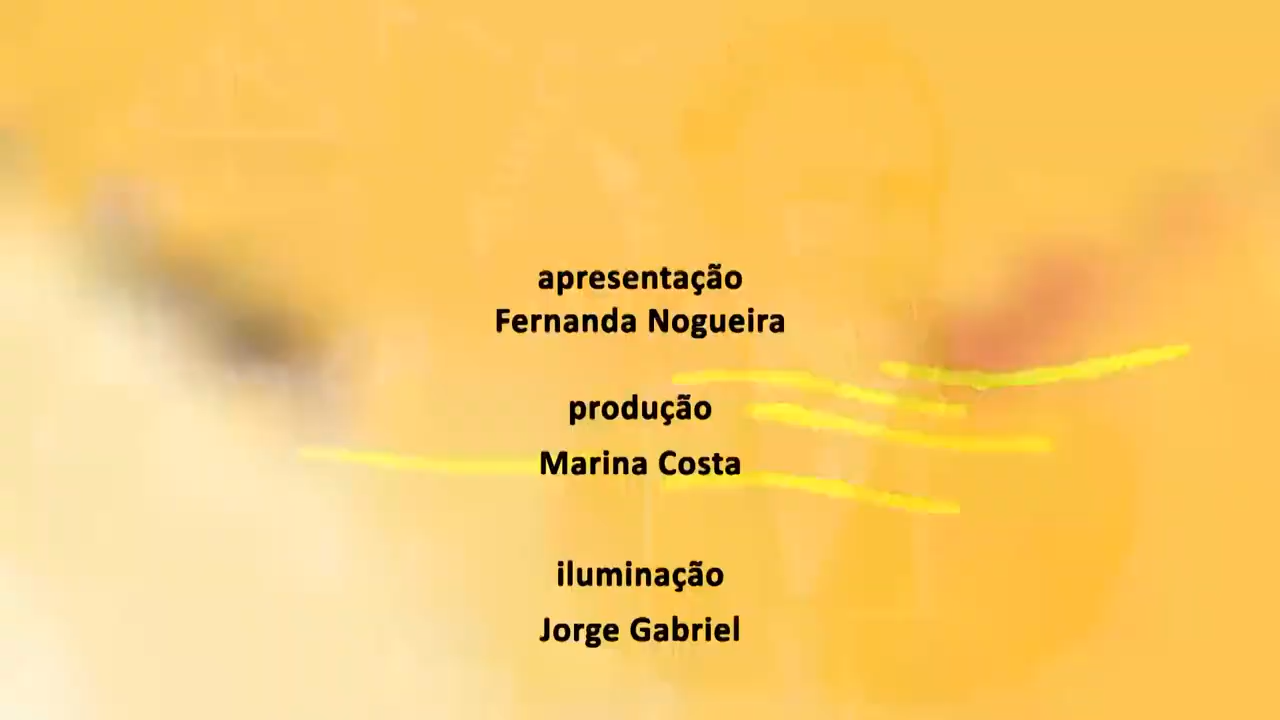 apresentação
Fernanda Nogueira
produção
Marina Costa
iluminação
Jorge Gabriel